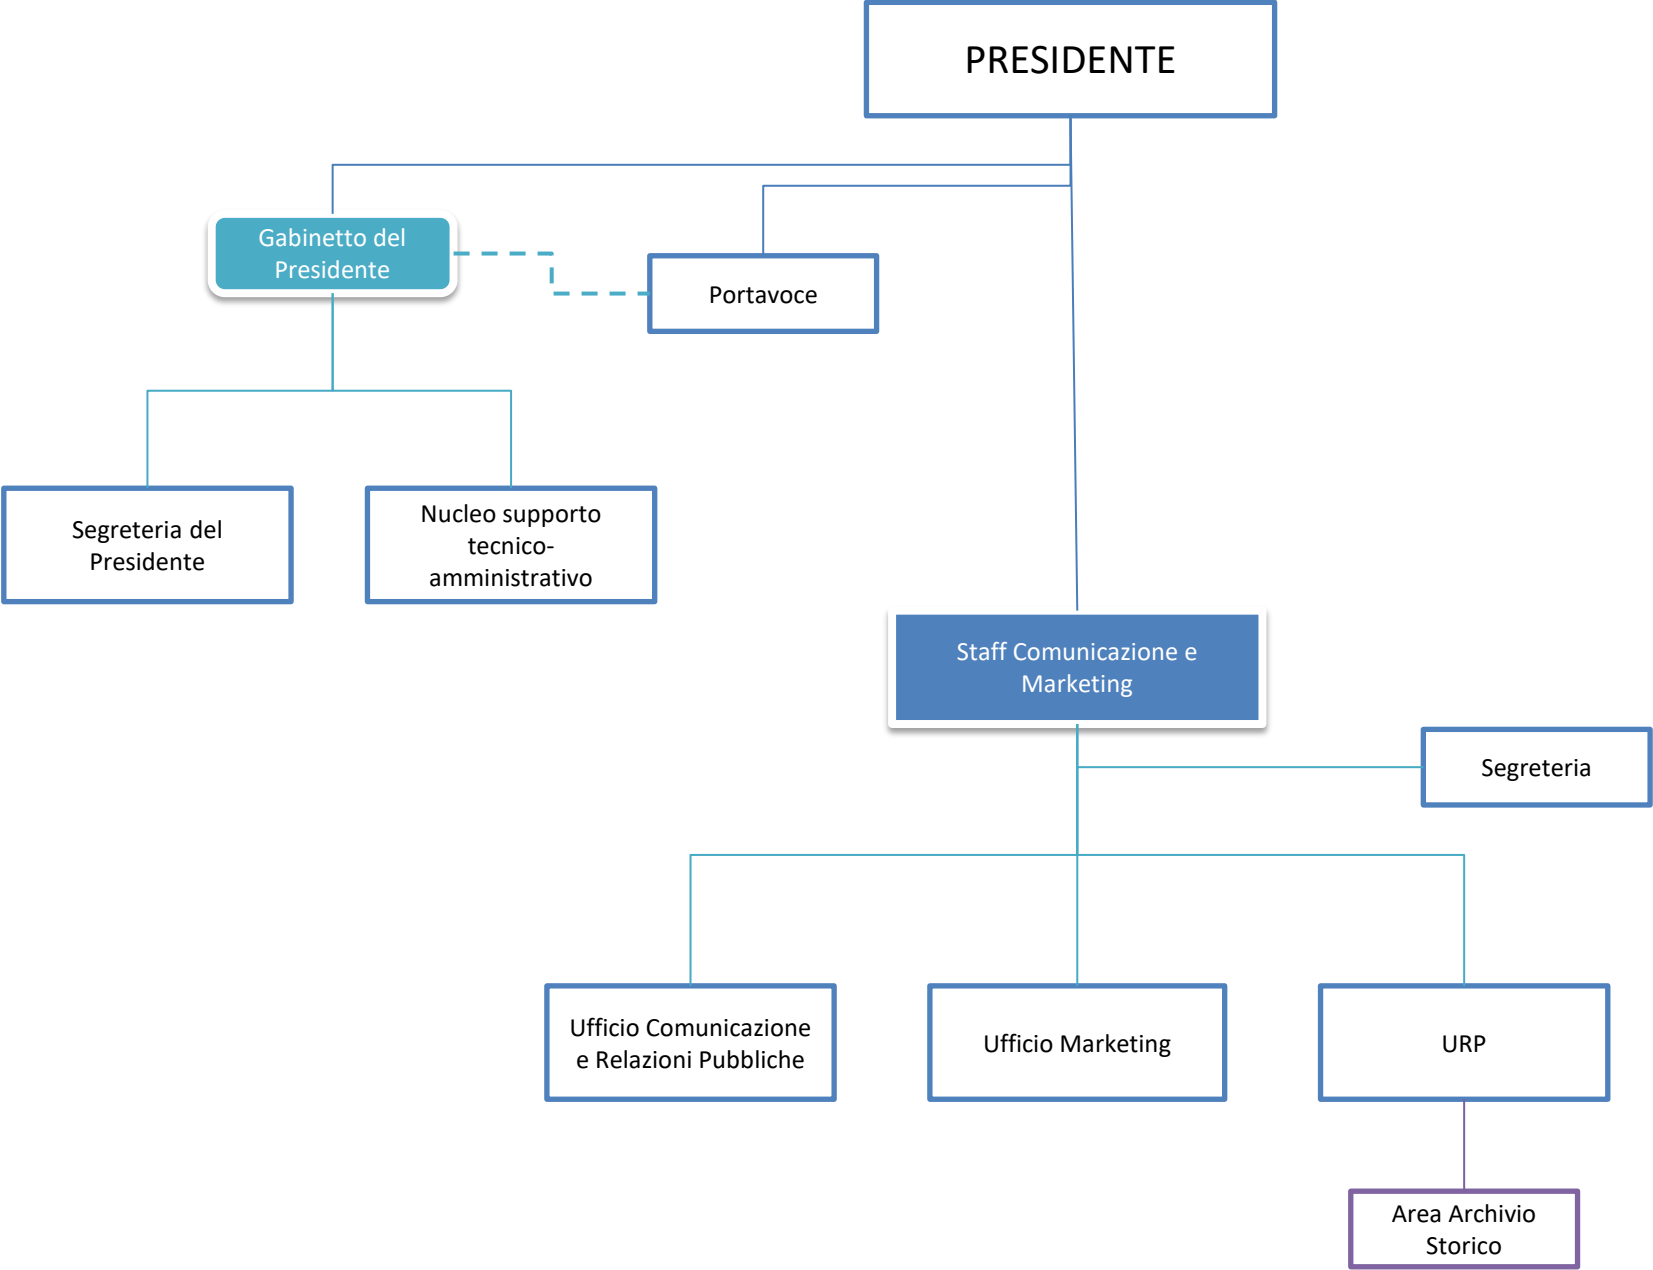 PRESIDENTE
Gabinetto del
Presidente
Portavoce
Segreteria del
Presidente
Nucleo supporto
tecnico-
amministrativo
Staff Comunicazione e
Marketing
Segreteria
Ufficio Comunicazione
e Relazioni Pubbliche
Ufficio Marketing
URP
Area Archivio
Storico